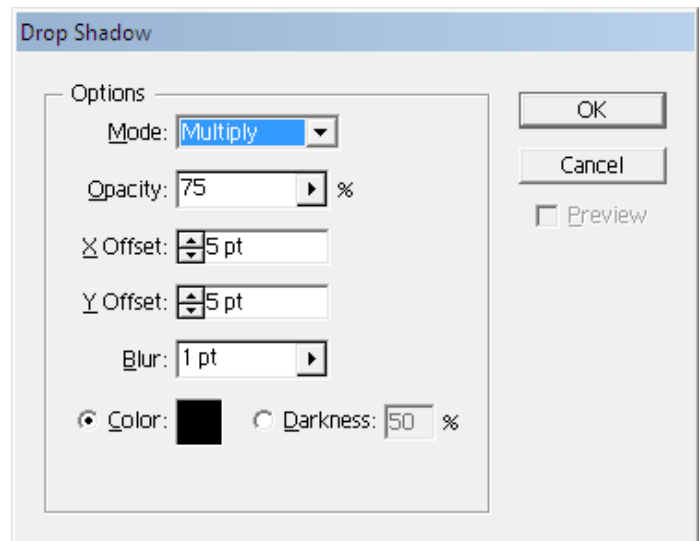 Drop Shadow
Options
Mode: Multiply
Opacity: 75 %
X Offset: 5 pt
Y Offset: 5 pt
Blur: 1 pt
Color: Darkness: 50 %
OK
Cancel
Preview